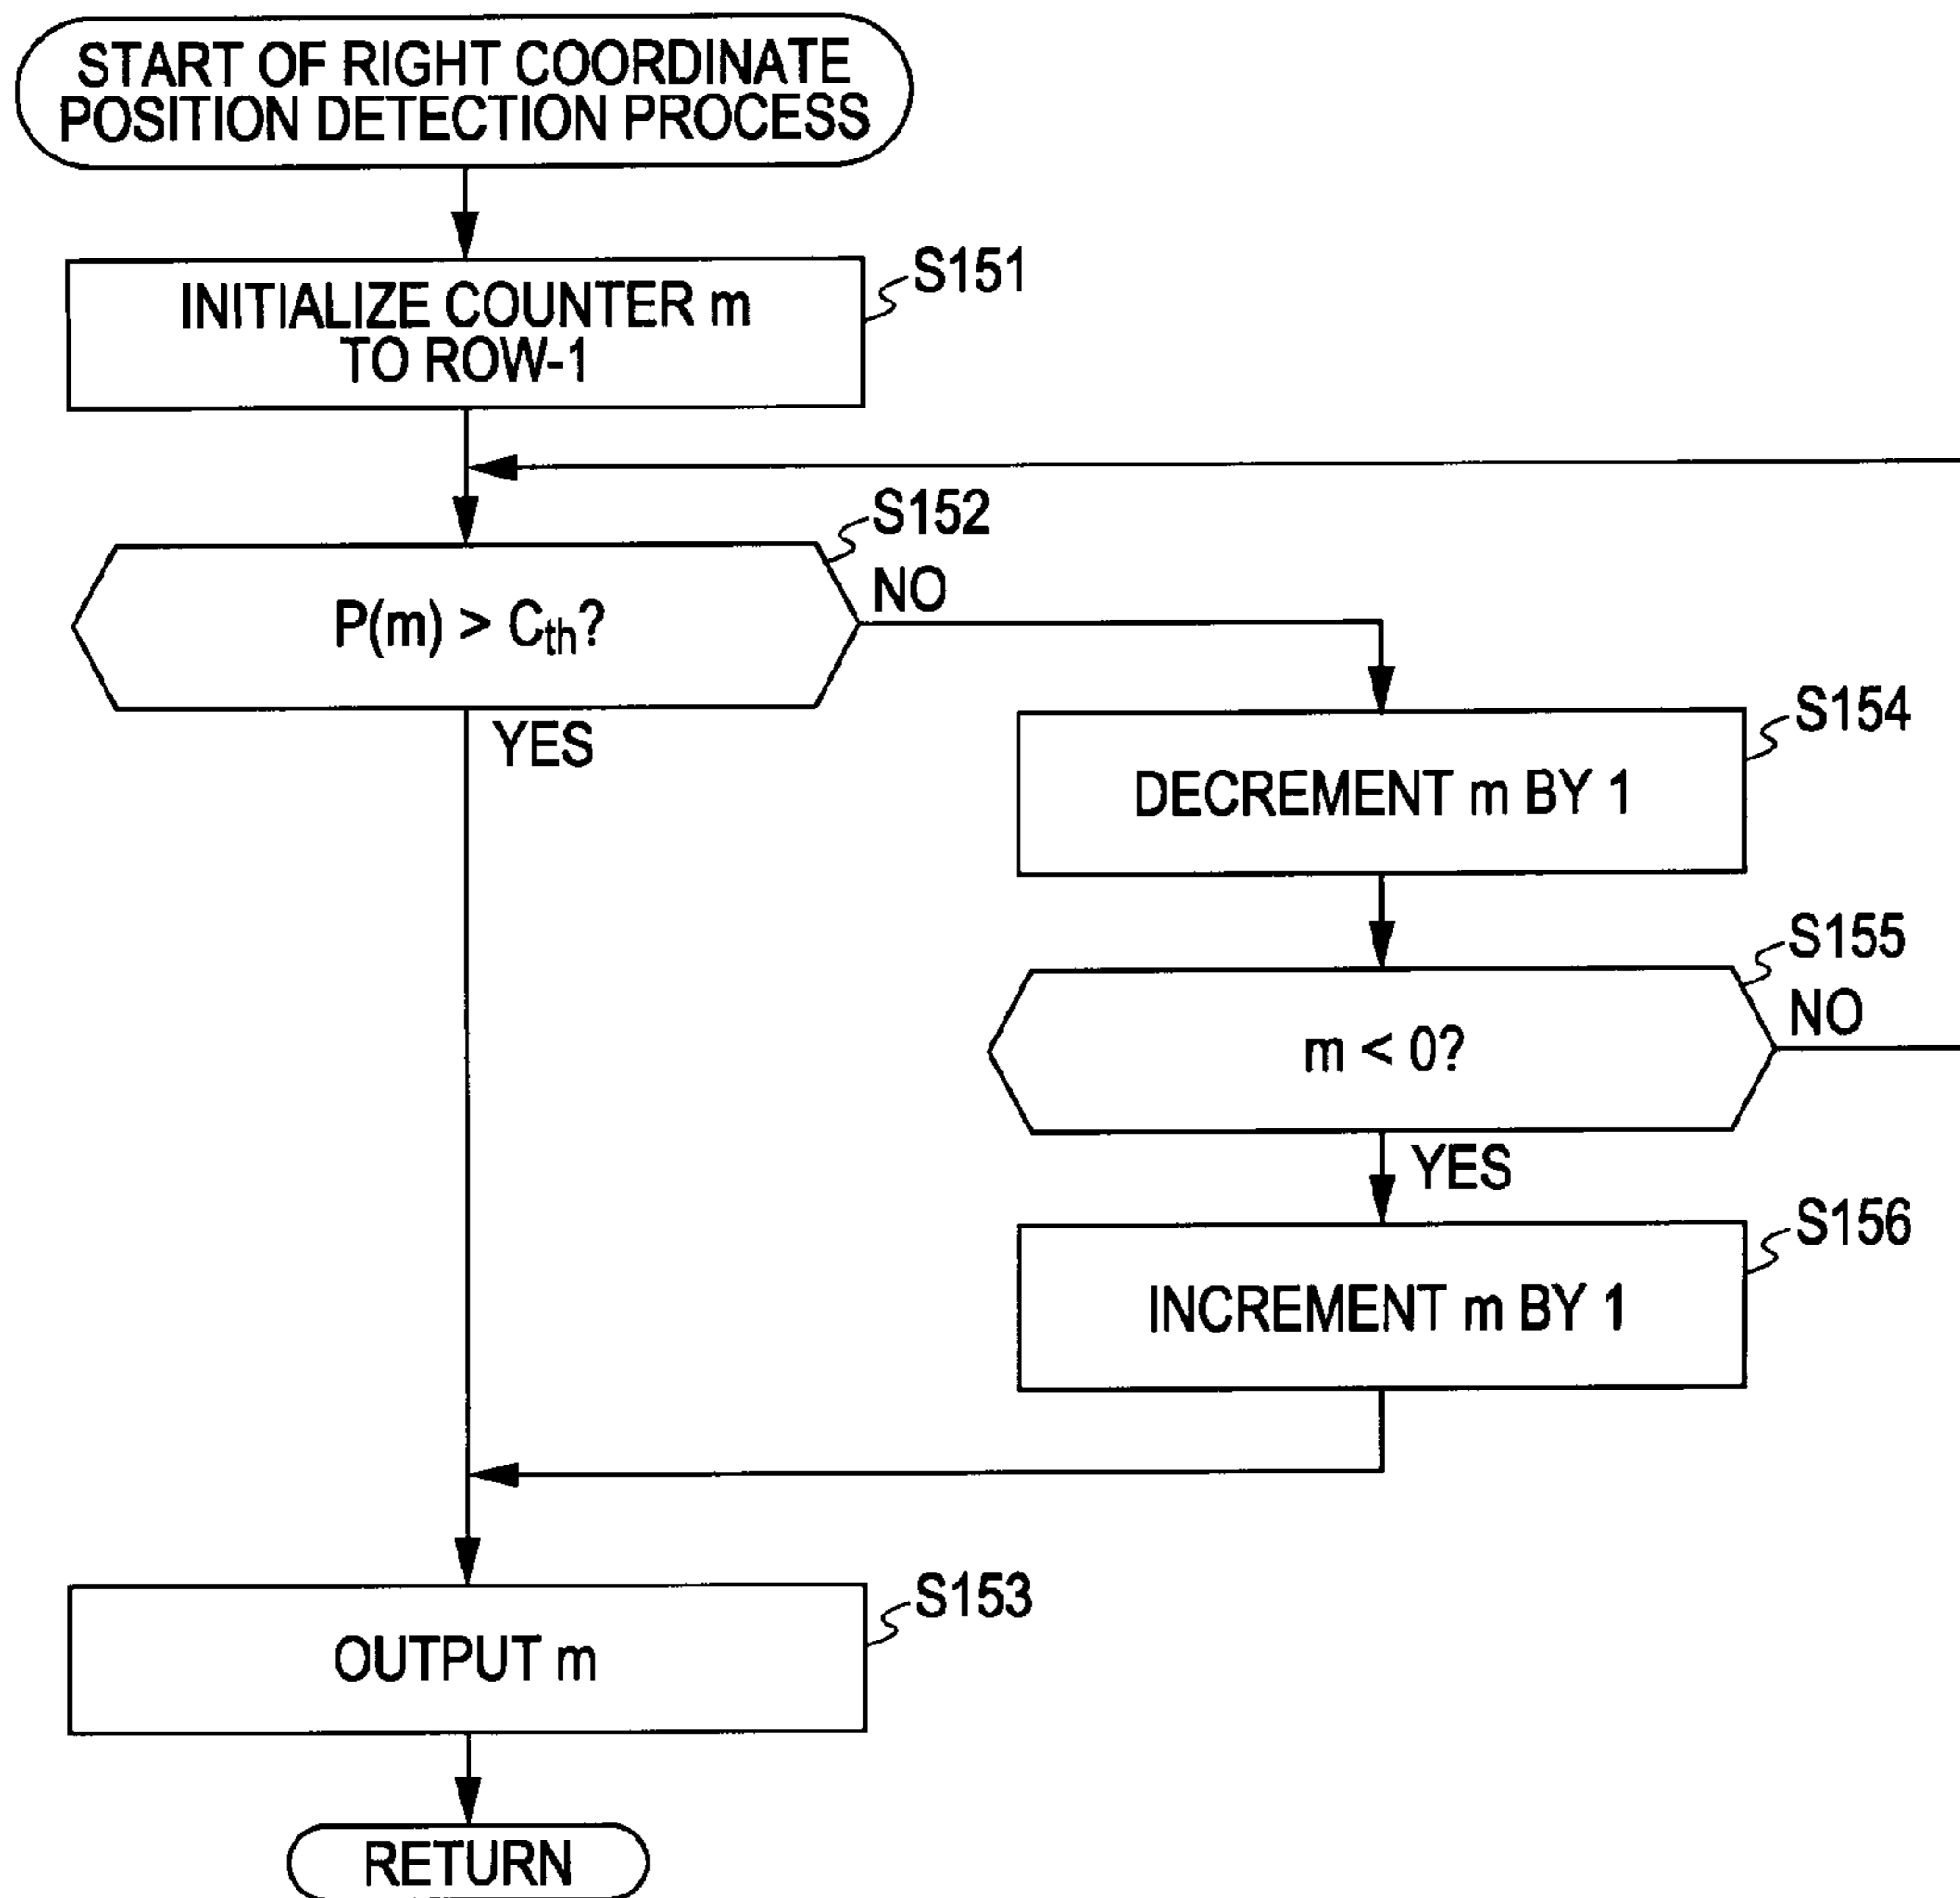 START OF RIGHT COORDINATE
POSITION DETECTION PROCESS
S151
INITIALIZE COUNTER m
TO ROW-1
S152
P(m) > Cth?
NO
YES
S154
DECREMENT m BY 1
S155
m < 0?
NO
YES
S156
INCREMENT m BY 1
S153
OUTPUT m
RETURN